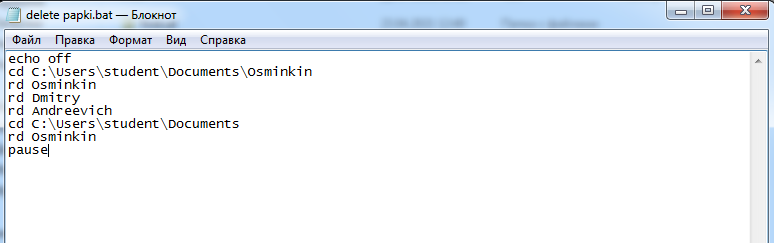 delete papki.bat — Блокнот
Файл Правка Формат Вид Справка
echo off
cd C:\Users\student\Documents\Osminkin
rd Osminkin
rd Dmitry
rd Andreevich
cd C:\Users\student\Documents
rd Osminkin
pause